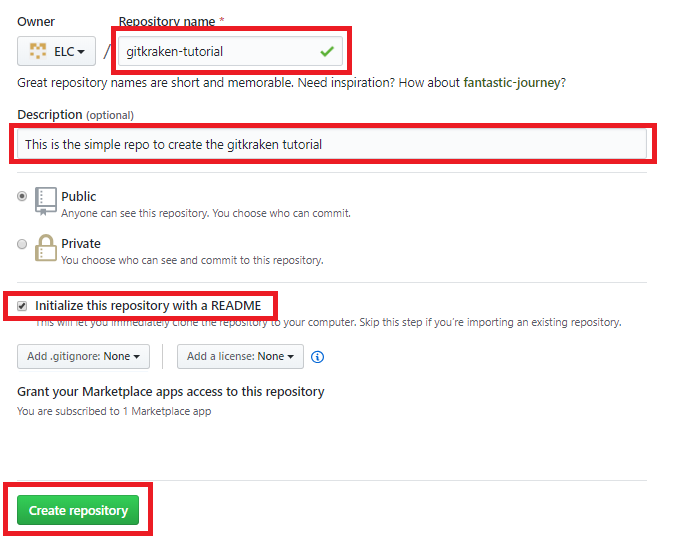 Owner Repository name *
ELC / gitkraken-tutorial
Great repository names are short and memorable. Need inspiration? How about fantastic-journey?
Description (optional)
This is the simple repo to create the gitkraken tutorial
Public
Anyone can see this repository. You choose who can commit.
Private
You choose who can see and commit to this repository.
Initialize this repository with a README
This will let you immediately clone the repository to your computer. Skip this step if you're importing an existing repository.
Add .gitignore: None Add a license: None
Grant your Marketplace apps access to this repository
You are subscribed to 1 Marketplace app
Create repository